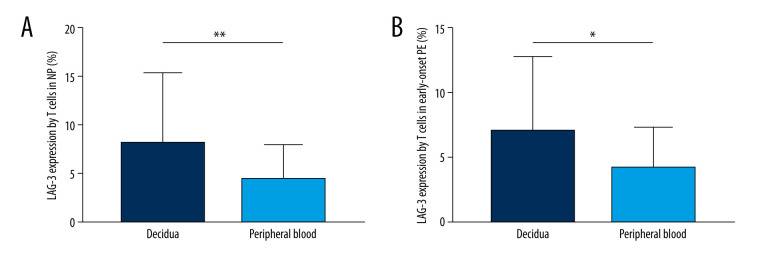 A
LAG-3 expression by T cells in NP (%)
20
15
10
5
0
**
Decidua
Peripheral blood
B
LAG-3 expression by T cells in early-onset PE (%)
15
10
5
0
*
Decidua
Peripheral blood